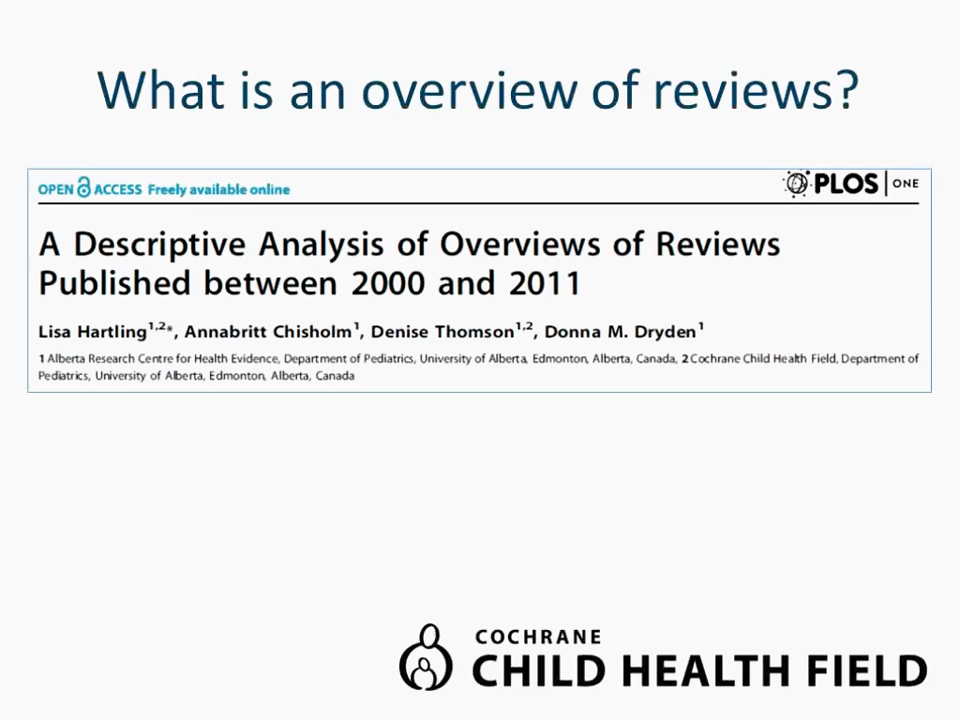 What is an overview of reviews?
OPEN ACCESS Freely available online
PLOS ONE
A Descriptive Analysis of Overviews of Reviews
Published between 2000 and 2011
Lisa Hartling1,2*, Annabritt Chisholm1, Denise Thomson1,2, Donna M. Dryden1
1 Alberta Research Centre for Health Evidence, Department of Pediatrics, University of Alberta, Edmonton, Alberta, Canada, 2 Cochrane Child Health Field, Department of
Pediatrics, University of Alberta, Edmonton, Alberta, Canada
COCHRANE
CHILD HEALTH FIELD